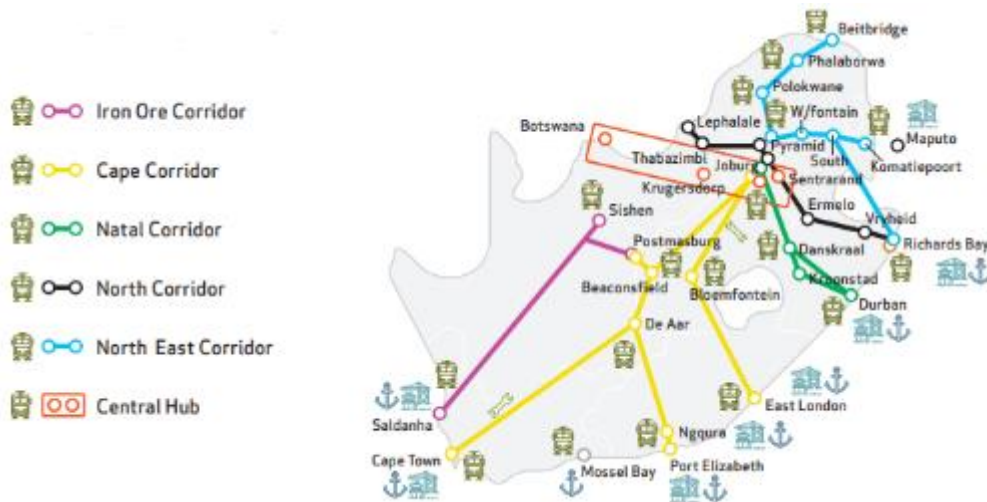 Iron Ore Corridor
Cape Corridor
Natal Corridor
North Corridor
North East Corridor
Central Hub
Beitbridge
Phalaborwa
Polokwane
W/fontain
Lephalale
Botswana
Maputo
Pyramid
South
Komatiepoort
Thabazimbi
Joburg
Sentrarand
Krugersdorp
Ermelo
Sishen
Vryheid
Postmasburg
Danskraal
Richards Bay
Beaconsfield
Bloemfontein
Kroonstad
Durban
De Aar
East London
Saldanha
Ngqura
Cape Town
Mossel Bay
Port Elizabeth